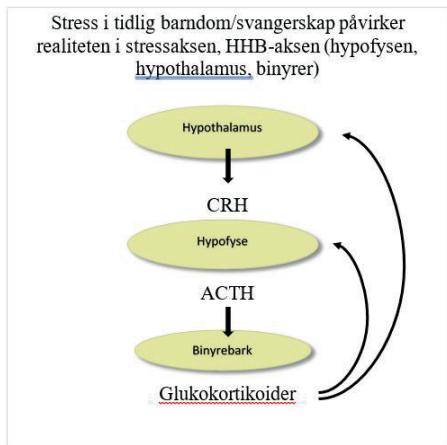 Stress i tidlig barndom/svangerskap påvirker
realiteten i stressaksen, HHB-aksen (hypofysen,
hypothalamus, binyrer)
Hypothalamus
CRH
Hypofyse
ACTH
Binyrebark
Glukokortikoider